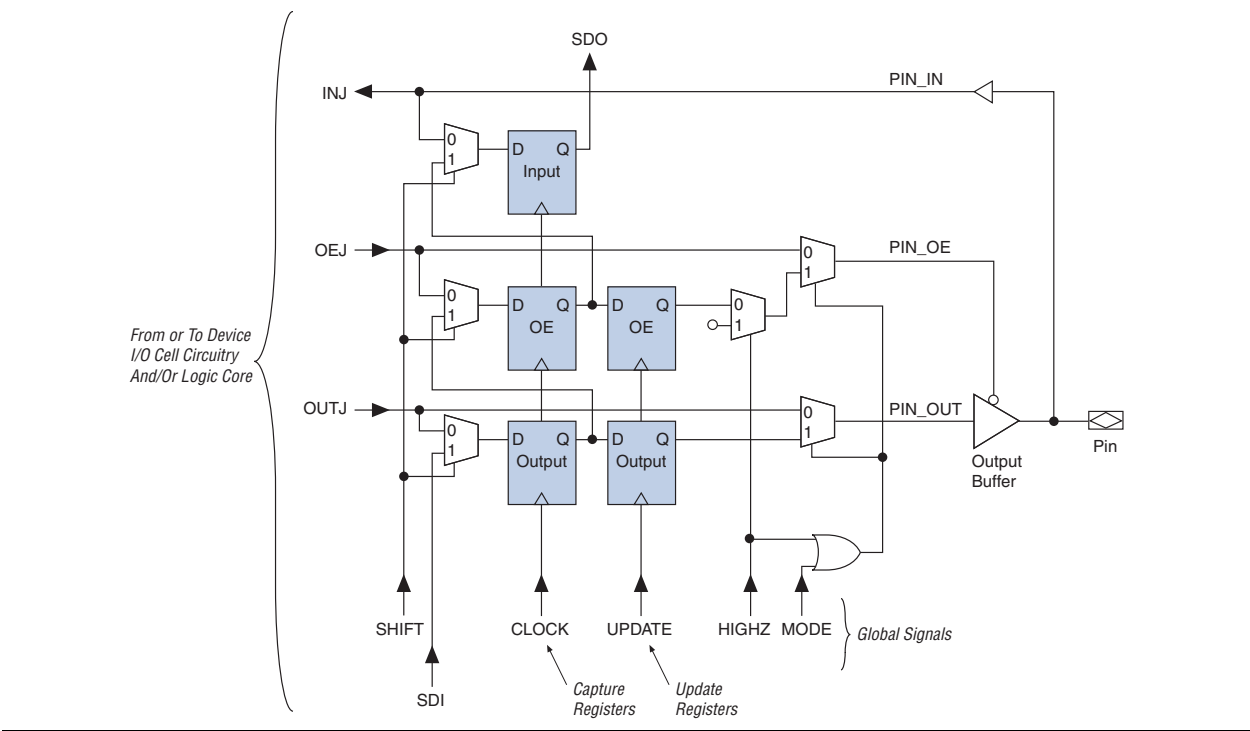 SDO
INJ
PIN_IN
0
1
D Q
Input
OEJ
PIN_OE
0
1
0
1
D Q
OE
D Q
OE
0
1
From or To Device
I/O Cell Circuitry
And/Or Logic Core
OUTJ
PIN_OUT
0
1
0
1
D Q
Output
D Q
Output
Output
Buffer
Pin
SHIFT
CLOCK
UPDATE
HIGHZ
MODE
Global Signals
SDI
Capture
Registers
Update
Registers